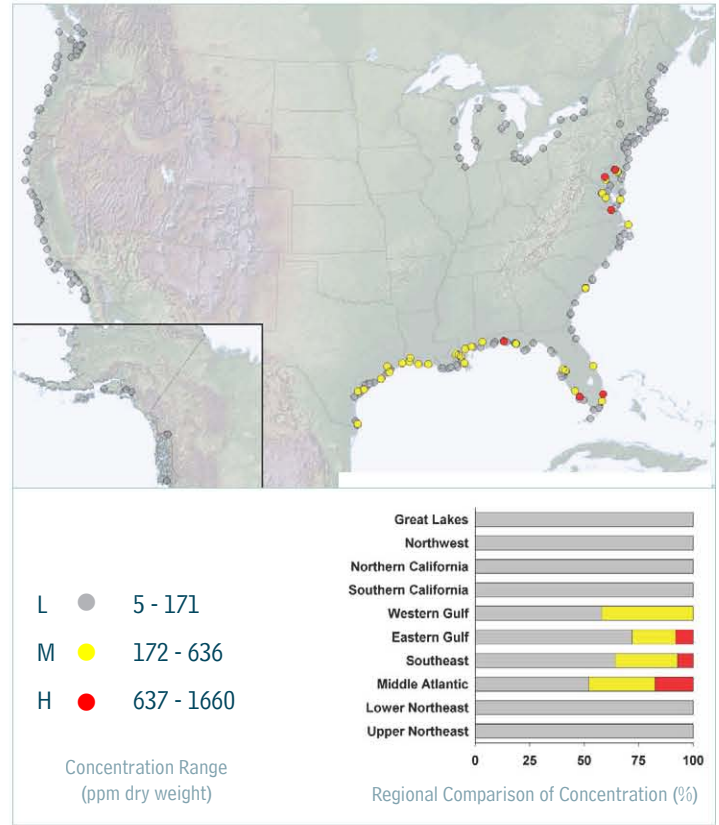 L 5 - 171
M 172 - 636
H 637 - 1660
Concentration Range
(ppm dry weight)
Great Lakes
Northwest
Northern California
Southern California
Western Gulf
Eastern Gulf
Southeast
Middle Atlantic
Lower Northeast
Upper Northeast
0 25 50 75 100
Regional Comparison of Concentration (%)